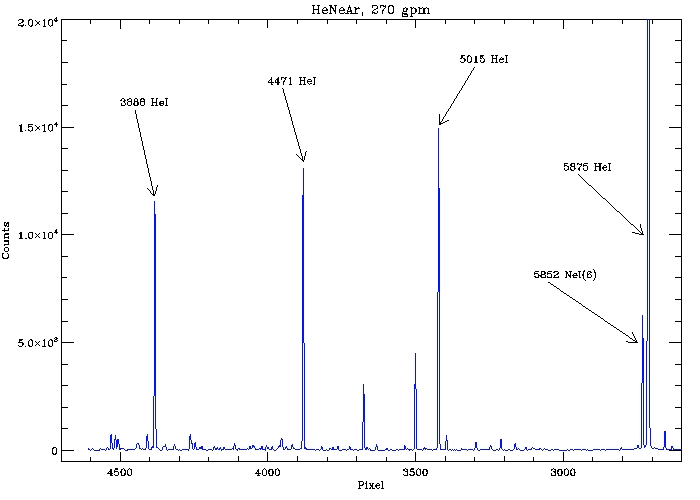 HeNeAr, 270 gpm
2.0×10⁴
1.5×10⁴
1.0×10⁴
5.0×10³
0
Counts
3888 HeI
4471 HeI
5015 HeI
5875 HeI
5852 NeI(6)
4500 4000 3500 3000
Pixel